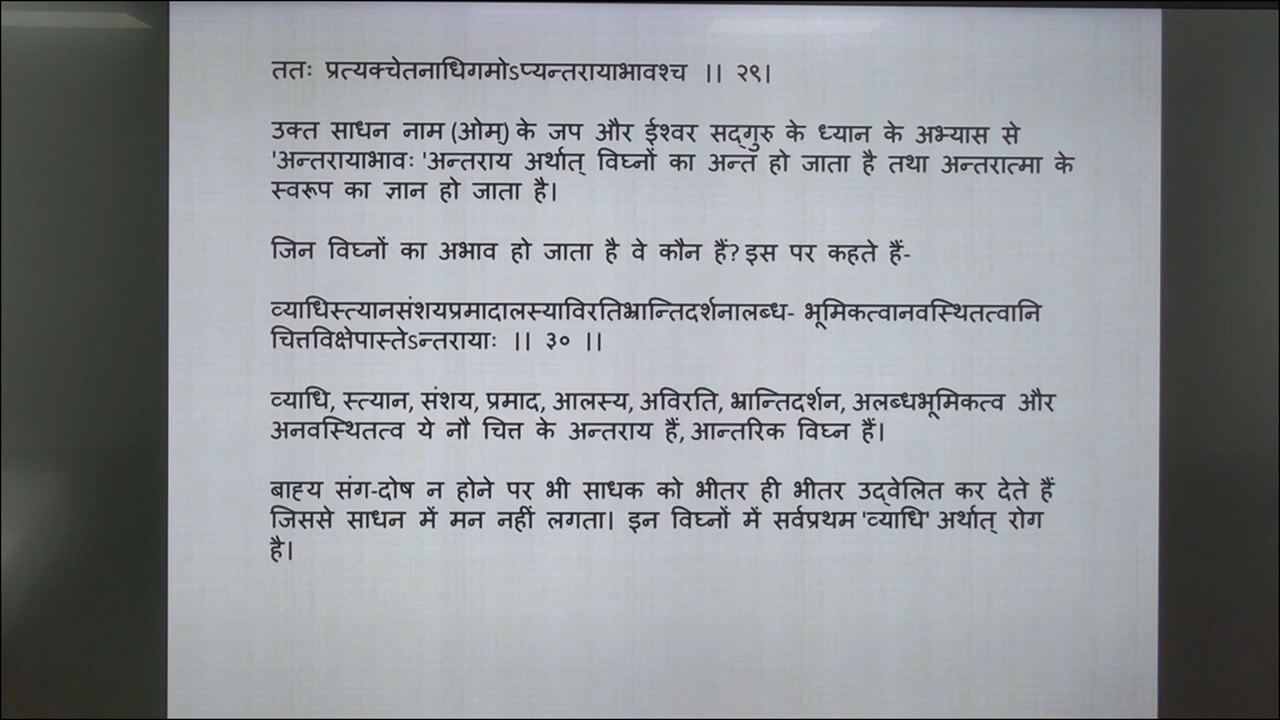 ततः प्रत्यक्चेतनाधिगमोऽप्यन्तरायाभावश्च ।। २९।
उक्त साधन नाम (ओम्) के जप और ईश्वर सद्‌गुरु के ध्यान के अभ्यास से
'अन्तरायाभावः 'अन्तराय अर्थात् विघ्नों का अन्त हो जाता है तथा अन्तरात्मा के
स्वरूप का ज्ञान हो जाता है।
जिन विघ्नों का अभाव हो जाता है वे कौन हैं? इस पर कहते हैं-
व्याधिस्त्यानसंशयप्रमादालस्याविरतिभ्रान्तिदर्शनालब्ध- भूमिकत्वानवस्थितत्वानि
चित्तविक्षेपास्तेऽन्तरायाः ।। ३० ।।
व्याधि, स्त्यान, संशय, प्रमाद, आलस्य, अविरति, भ्रान्तिदर्शन, अलब्धभूमिकत्व और
अनवस्थितत्व ये नौ चित्त के अन्तराय हैं, आन्तरिक विघ्न हैं।
बाह्य संग-दोष न होने पर भी साधक को भीतर ही भीतर उद्‌वेलित कर देते हैं
जिससे साधन में मन नहीं लगता। इन विघ्नों में सर्वप्रथम 'व्याधि' अर्थात् रोग
है।